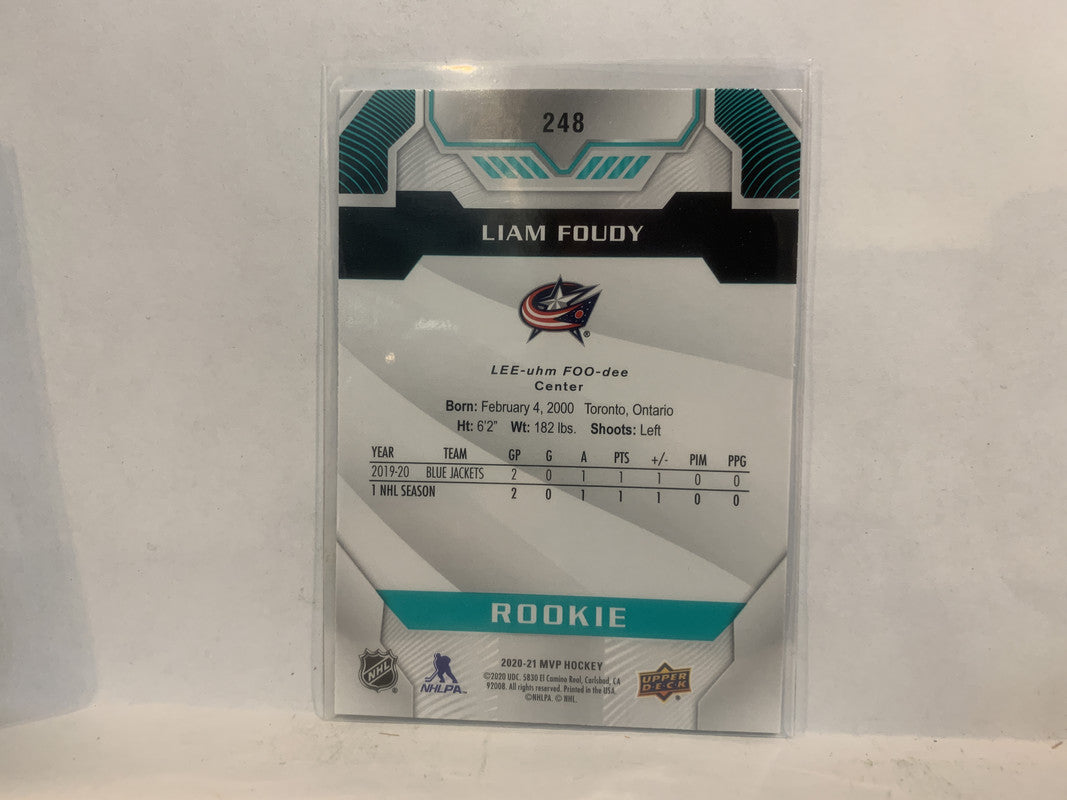 248
LIAM FOUDY
®
LEE-uhm FOO-dee
Center
Born: February 4, 2000 Toronto, Ontario
Ht: 6'2" Wt: 182 lbs. Shoots: Left
YEAR TEAM GP G A PTS +/- PIM PPG
2019-20 BLUE JACKETS 2 0 1 1 1 0 0
1 NHL SEASON 2 0 1 1 1 0 0
ROOKIE
2020-21 MVP HOCKEY
©2020 UDC. 5830 El Camino Real, Carlsbad, CA
92008. All rights reserved. Printed in the USA.
©NHLPA. © NHL.
NHL ®
NHLPA™
UPPER
DECK ®